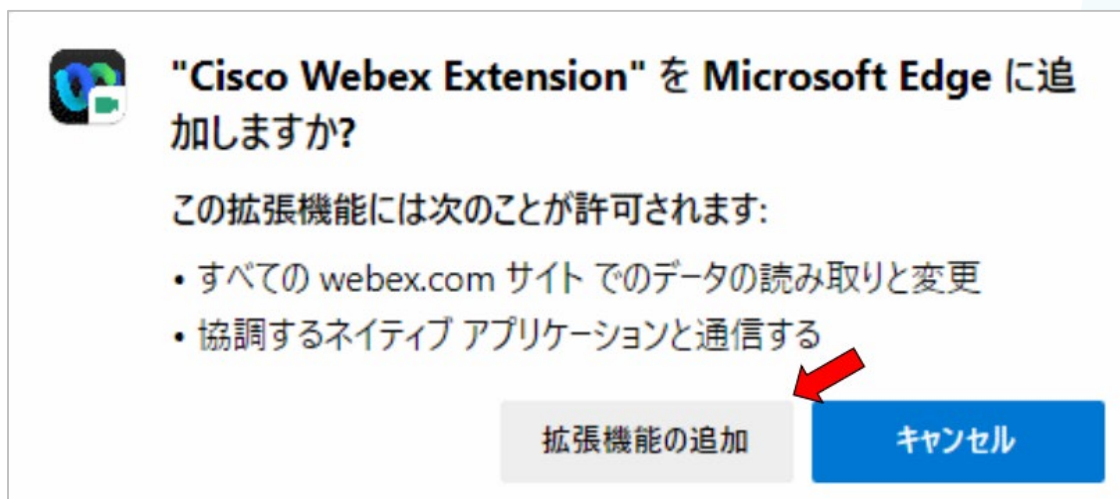 "Cisco Webex Extension" を Microsoft Edge に追
加しますか?
この拡張機能には次のことが許可されます:
• すべての webex.com サイト でのデータの読み取りと変更
• 協調するネイティブ アプリケーションと通信する
拡張機能の追加
キャンセル